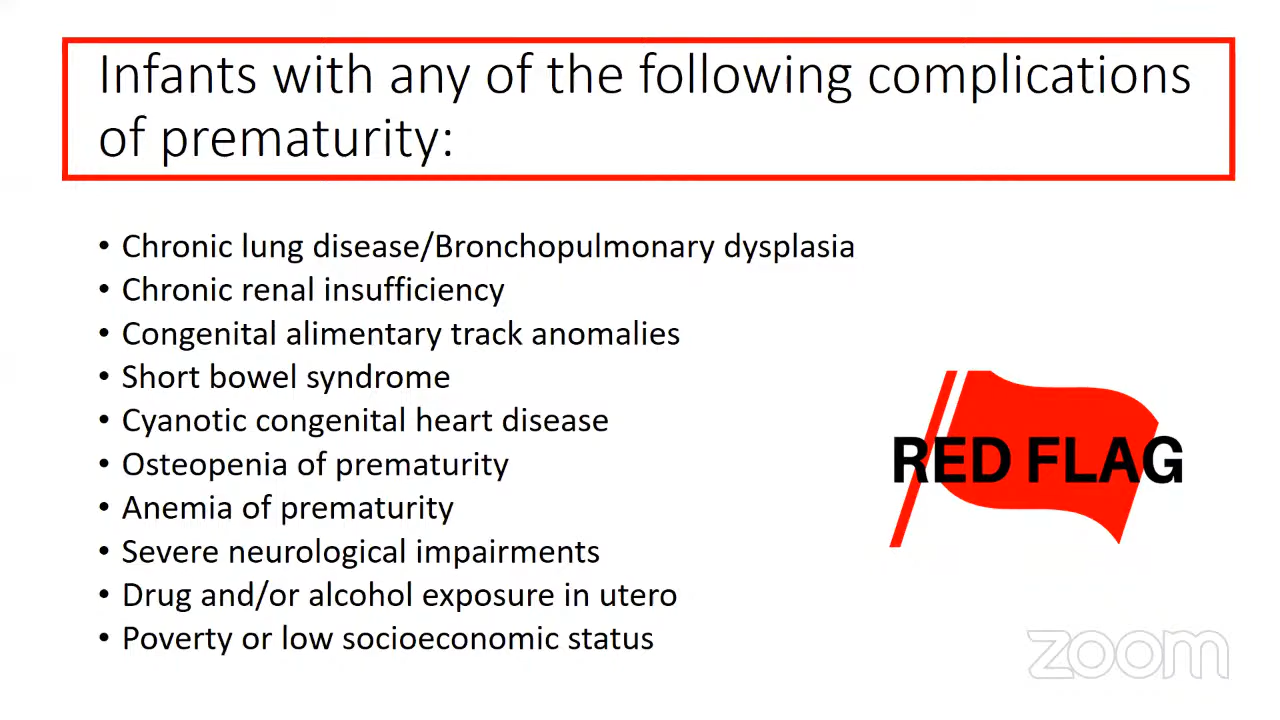 Infants with any of the following complications
of prematurity:
• Chronic lung disease/Bronchopulmonary dysplasia
• Chronic renal insufficiency
• Congenital alimentary track anomalies
• Short bowel syndrome
• Cyanotic congenital heart disease
• Osteopenia of prematurity
• Anemia of prematurity
• Severe neurological impairments
• Drug and/or alcohol exposure in utero
• Poverty or low socioeconomic status
RED FLAG
zoom